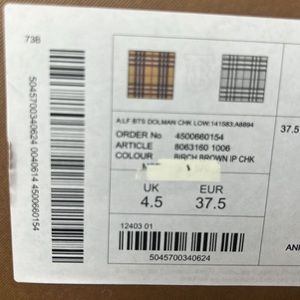 73B
5045700340624 0040614 4500660154
A:LF BTS DOLMAN CHK LOW:141583:A8894
ORDER No 4500660154
ARTICLE 8063160 1006
COLOUR BIRCH BROWN IP CHK
UK EUR
4.5 37.5
12403 01
5045700340624
37.5
AN